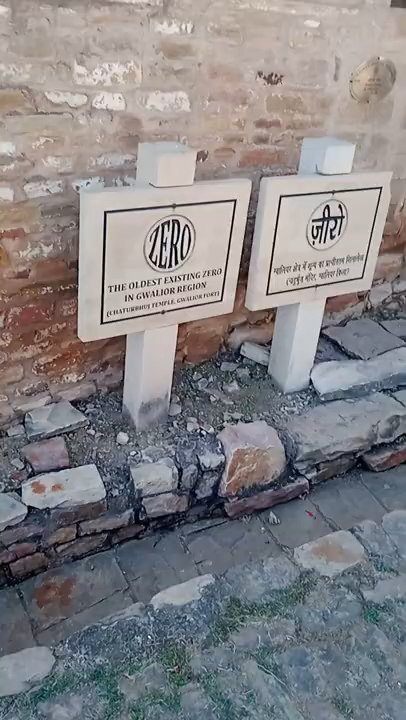 ZERO
THE OLDEST EXISTING ZERO
IN GWALIOR REGION
(CHATURBHUJ TEMPLE, GWALIOR FORT)
ज़ीरो
ग्वालियर क्षेत्र में शून्य का प्राचीनतम शिलालेख
(चतुर्भुज मंदिर, ग्वालियर किला)